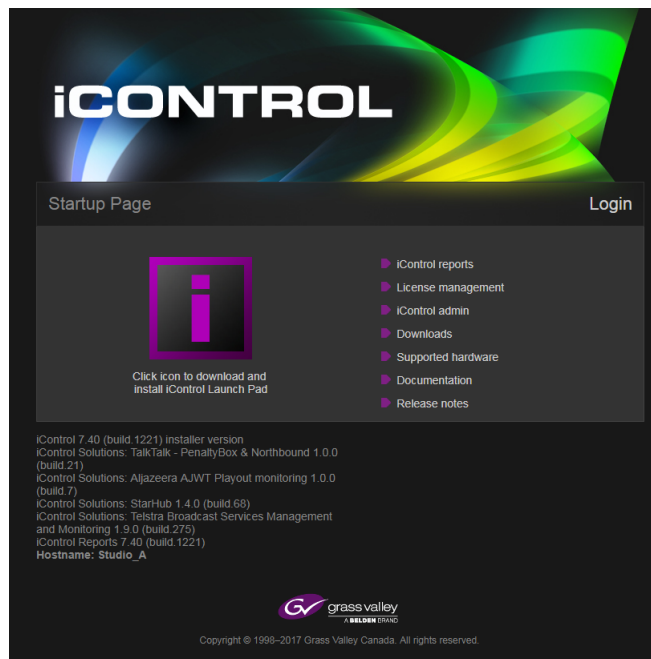 iCONTROL
Startup Page
Login
Click icon to download and
install iControl Launch Pad
iControl reports
License management
iControl admin
Downloads
Supported hardware
Documentation
Release notes
iControl 7.40 (build.1221) installer version
iControl Solutions: TalkTalk - PenaltyBox & Northbound 1.0.0
(build.21)
iControl Solutions: Aljazeera AJWT Playout monitoring 1.0.0
(build.7)
iControl Solutions: StarHub 1.4.0 (build.68)
iControl Solutions: Telstra Broadcast Services Management
and Monitoring 1.9.0 (build.275)
iControl Reports 7.40 (build.1221)
Hostname: Studio_A
GV grass valley
A BELDEN BRAND
Copyright © 1998–2017 Grass Valley Canada. All rights reserved.